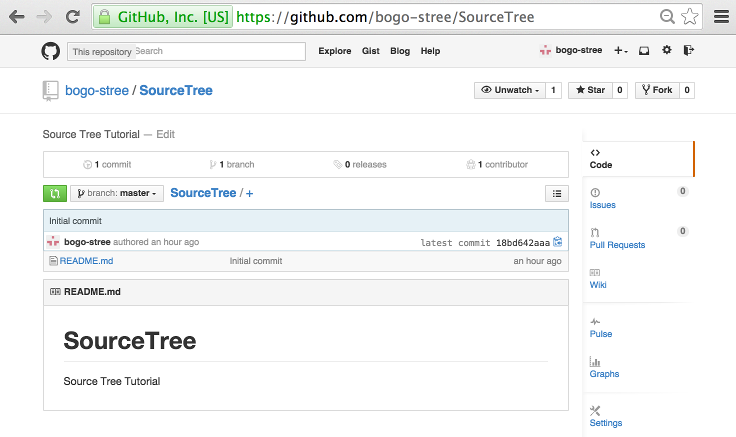 GitHub, Inc. [US] https://github.com/bogo-stree/SourceTree
This repository Search Explore Gist Blog Help bogo-stree +
bogo-stree / SourceTree Unwatch 1 Star 0 Fork 0
Source Tree Tutorial — Edit
1 commit 1 branch 0 releases 1 contributor
branch: master SourceTree / +
Initial commit
bogo-stree authored an hour ago latest commit 18bd642aaa
README.md Initial commit an hour ago
README.md
SourceTree
Source Tree Tutorial
Code
Issues 0
Pull Requests 0
Wiki
Pulse
Graphs
Settings